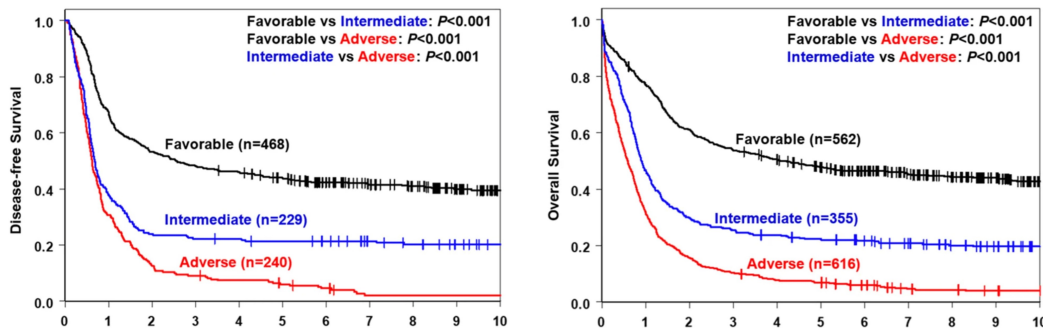 Favorable vs Intermediate: P<0.001
Favorable vs Adverse: P<0.001
Intermediate vs Adverse: P<0.001
Disease-free Survival
1.0
0.8
0.6
0.4
0.2
0.0
Favorable (n=468)
Intermediate (n=229)
Adverse (n=240)
0 1 2 3 4 5 6 7 8 9 10
Favorable vs Intermediate: P<0.001
Favorable vs Adverse: P<0.001
Intermediate vs Adverse: P<0.001
Overall Survival
1.0
0.8
0.6
0.4
0.2
0.0
Favorable (n=562)
Intermediate (n=355)
Adverse (n=616)
0 1 2 3 4 5 6 7 8 9 10